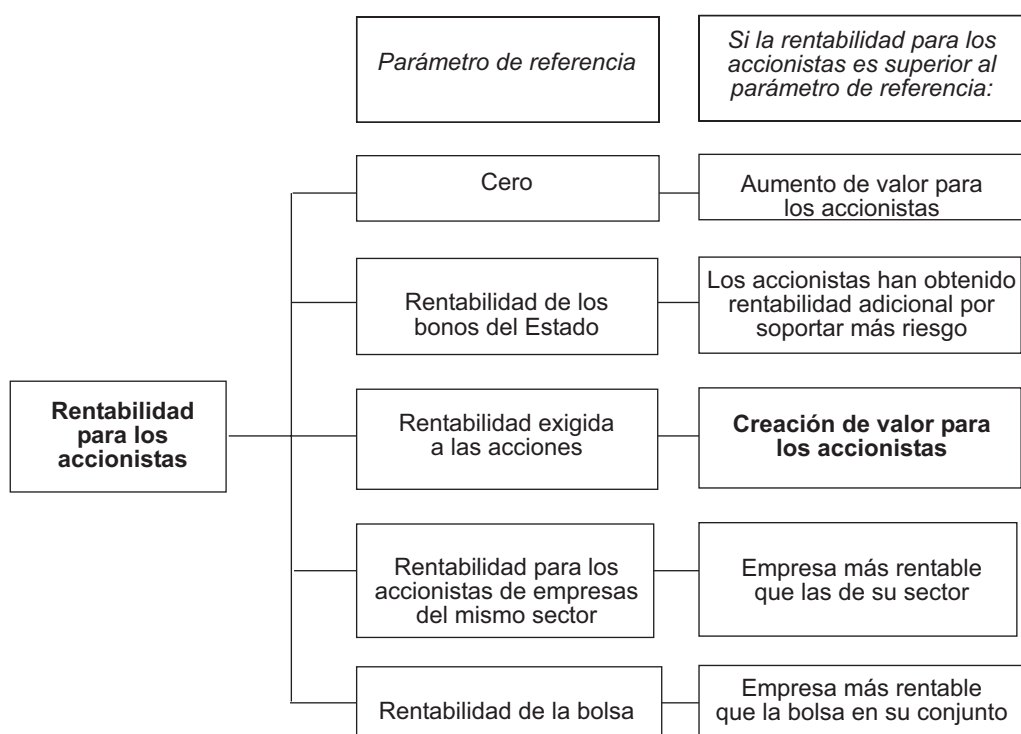 Parámetro de referencia
Si la rentabilidad para los
accionistas es superior al
parámetro de referencia:
Cero
Aumento de valor para
los accionistas
Rentabilidad de los
bonos del Estado
Los accionistas han obtenido
rentabilidad adicional por
soportar más riesgo
Rentabilidad
para los
accionistas
Rentabilidad exigida
a las acciones
Creación de valor para
los accionistas
Rentabilidad para los
accionistas de empresas
del mismo sector
Empresa más rentable
que las de su sector
Rentabilidad de la bolsa
Empresa más rentable
que la bolsa en su conjunto